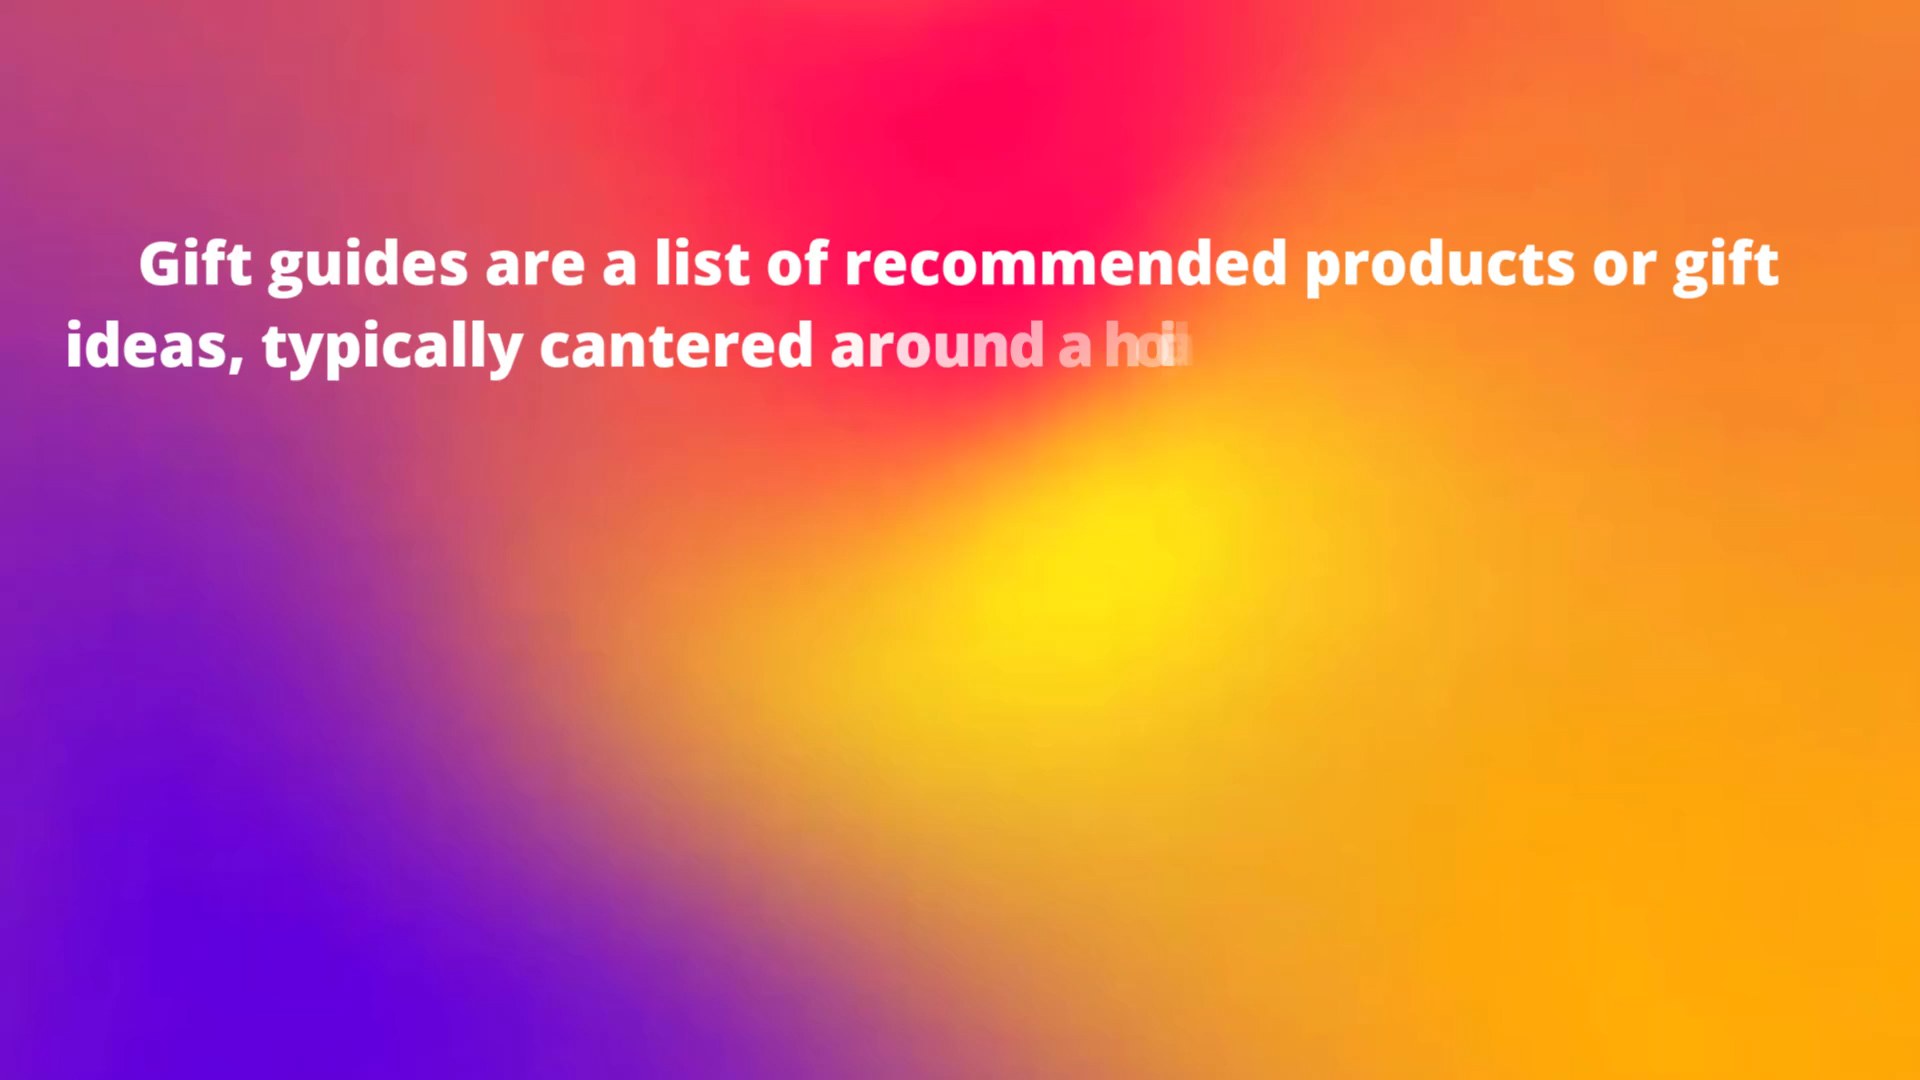 Gift guides are a list of recommended products or gift
ideas, typically cantered around a